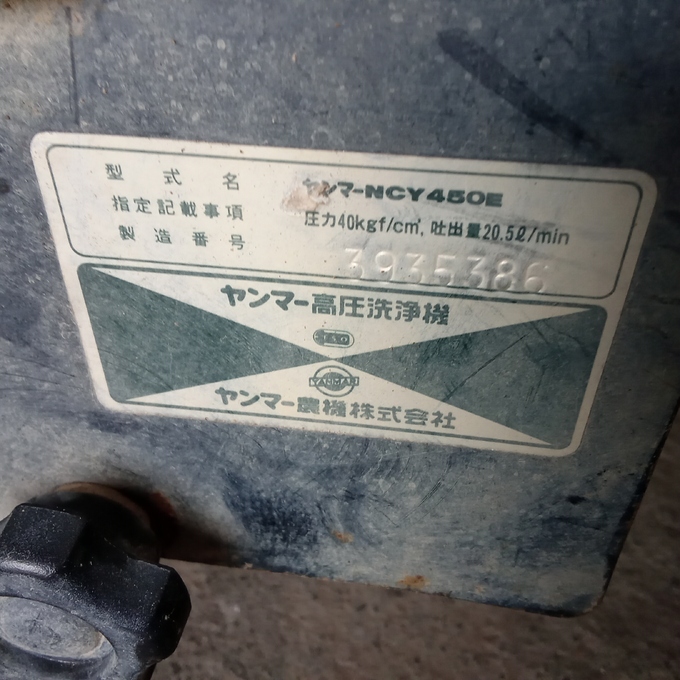 型式名 ヤンマーNCY450E
指定記載事項 圧力40kgf/cm², 吐出量20.5ℓ/min
製造番号 3935386
ヤンマー高圧洗浄機
YANMAR
ヤンマー農機株式会社